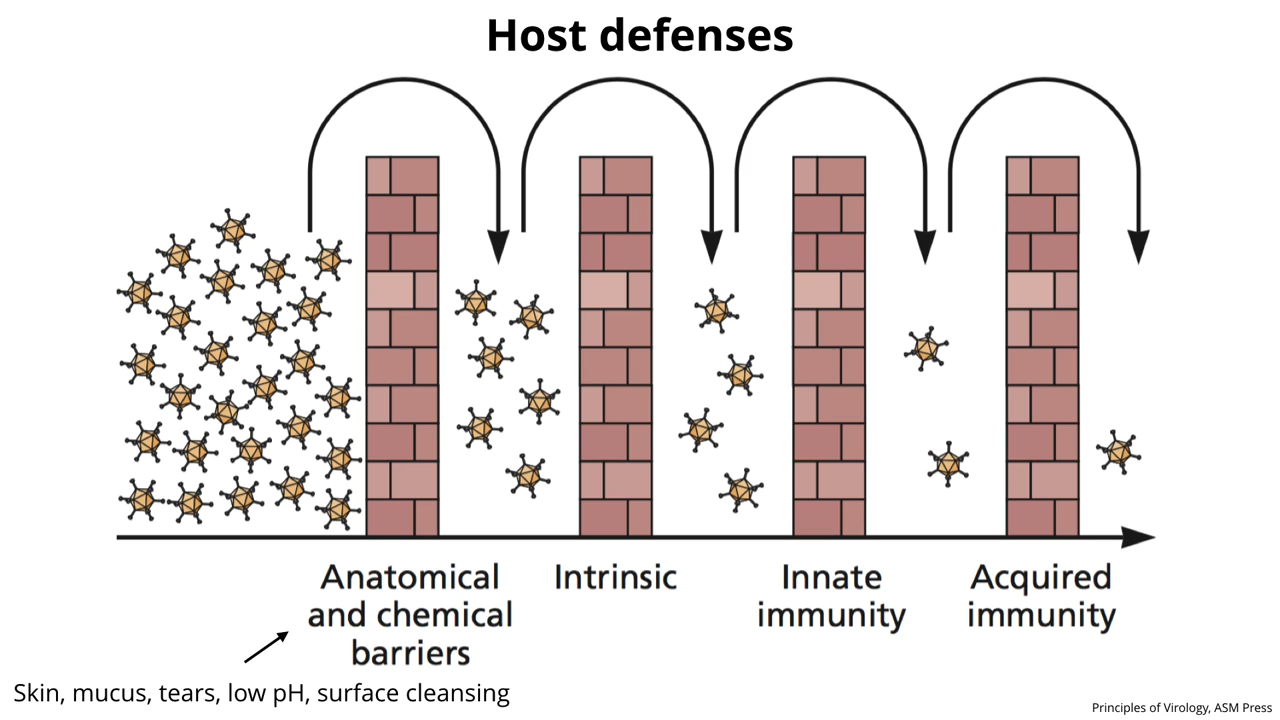 Host defenses
Anatomical
and chemical
barriers
Intrinsic
Innate
immunity
Acquired
immunity
Skin, mucus, tears, low pH, surface cleansing
Principles of Virology, ASM Press